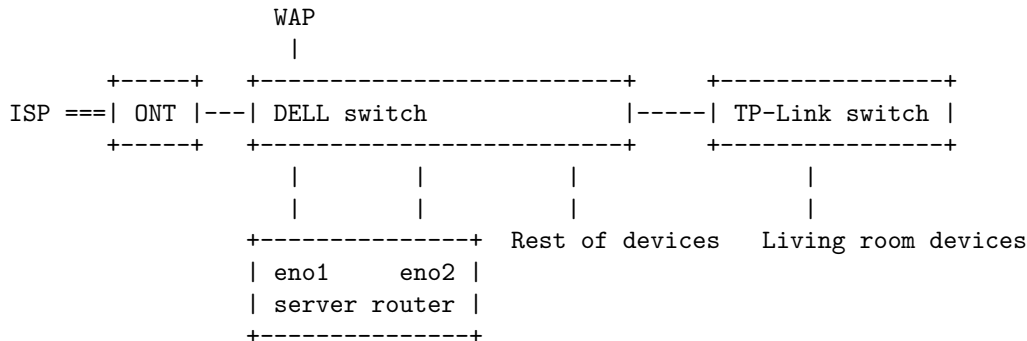 WAP
ISP ONT DELL switch TP-Link switch
Rest of devices Living room devices
eno1 eno2
server router